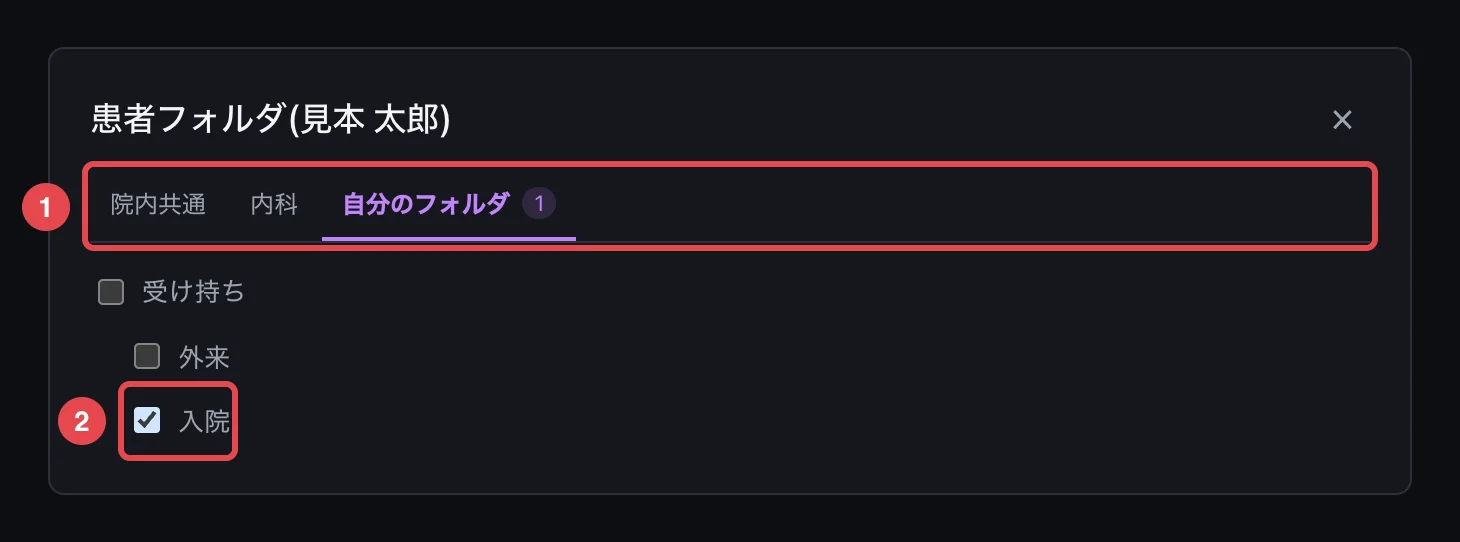 患者フォルダ(見本 太郎) ×
1 院内共通 内科 自分のフォルダ 1
受け持ち
外来
2 入院